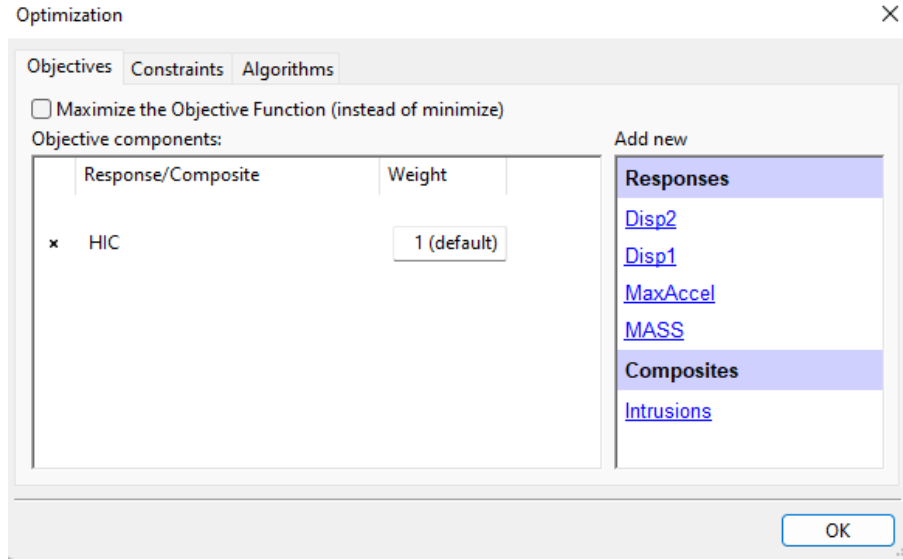 Optimization
Objectives Constraints Algorithms
Maximize the Objective Function (instead of minimize)
Objective components:
Response/Composite Weight
HIC 1 (default)
Add new
Responses
Disp2
Disp1
MaxAccel
MASS
Composites
Intrusions
OK